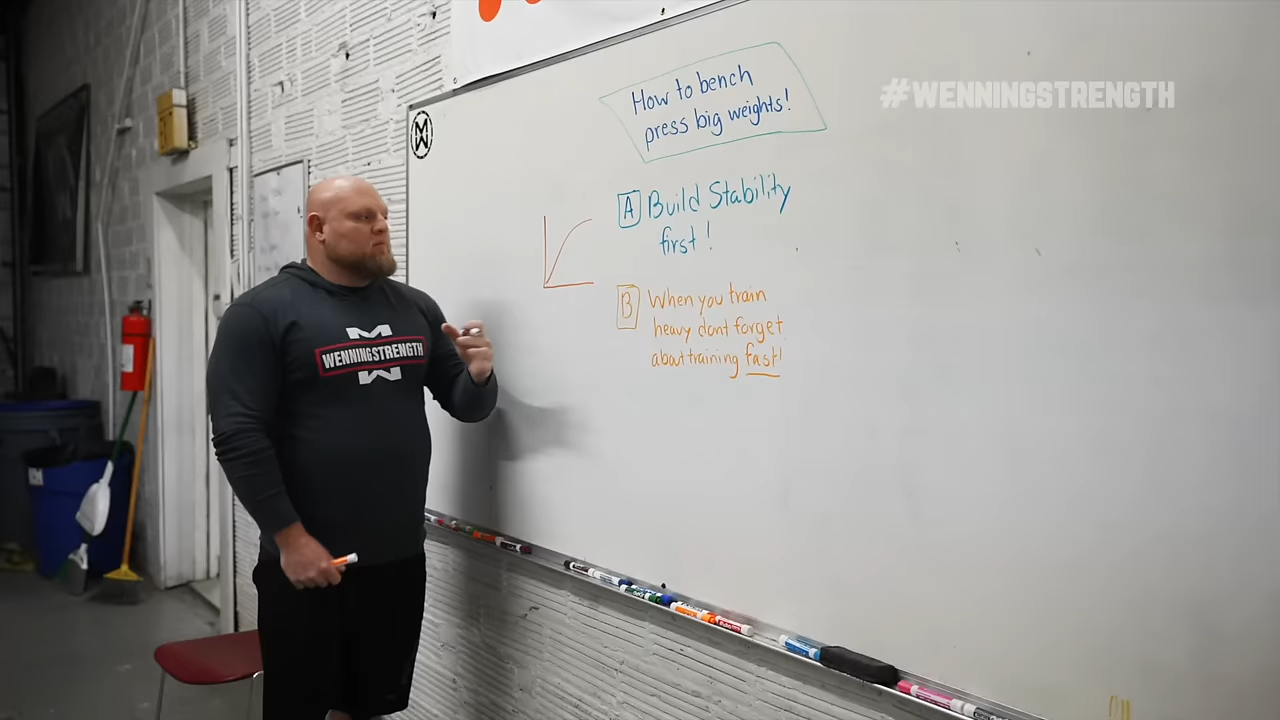 #WENNINGSTRENGTH
How to bench
press big weights!
A Build Stability
first!
B When you train
heavy dont forget
about training fast!
WENNINGSTRENGTH